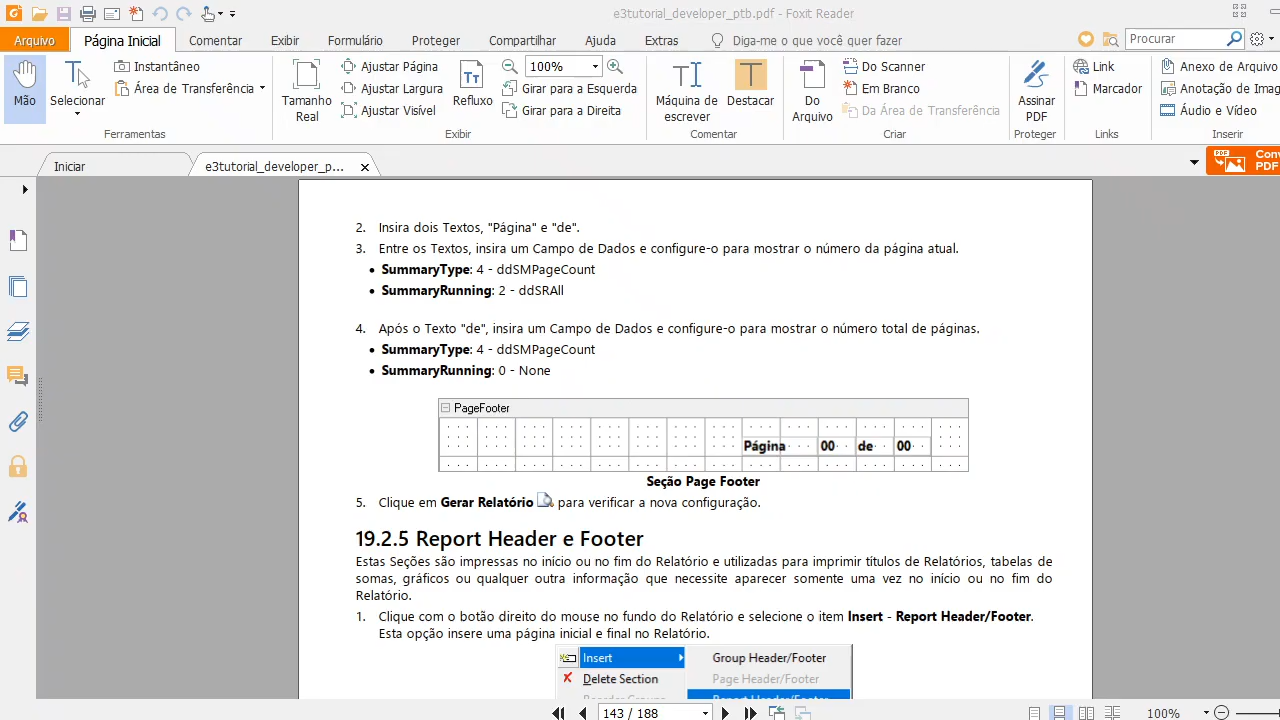 e3tutorial_developer_ptb.pdf - Foxit Reader
Arquivo Página Inicial Comentar Exibir Formulário Proteger Compartilhar Ajuda Extras Diga-me o que você quer fazer Procurar
Mão
Selecionar
Instantâneo
Área de Transferência
Ferramentas
Tamanho
Real
Ajustar Página
Ajustar Largura
Ajustar Visível
Refluxo
100%
Girar para a Esquerda
Girar para a Direita
Exibir
Máquina de
escrever
Destacar
Comentar
Do
Arquivo
Do Scanner
Em Branco
Da Área de Transferência
Criar
Assinar
PDF
Proteger
Link
Marcador
Links
Anexo de Arquivo
Anotação de Imag
Áudio e Vídeo
Inserir
Iniciar e3tutorial_developer_p...
PDF
Conv
PDF
2. Insira dois Textos, "Página" e "de".
3. Entre os Textos, insira um Campo de Dados e configure-o para mostrar o número da página atual.
• SummaryType: 4 - ddSMPageCount
• SummaryRunning: 2 - ddSRAll
4. Após o Texto "de", insira um Campo de Dados e configure-o para mostrar o número total de páginas.
• SummaryType: 4 - ddSMPageCount
• SummaryRunning: 0 - None
PageFooter
Página 00 de 00
Seção Page Footer
5. Clique em Gerar Relatório para verificar a nova configuração.
19.2.5 Report Header e Footer
Estas Seções são impressas no início ou no fim do Relatório e utilizadas para imprimir títulos de Relatórios, tabelas de
somas, gráficos ou qualquer outra informação que necessite aparecer somente uma vez no início ou no fim do
Relatório.
1. Clique com o botão direito do mouse no fundo do Relatório e selecione o item Insert - Report Header/Footer.
Esta opção insere uma página inicial e final no Relatório.
Insert Group Header/Footer
Delete Section Page Header/Footer
Reorder Groups Report Header/Footer
143 / 188
100%